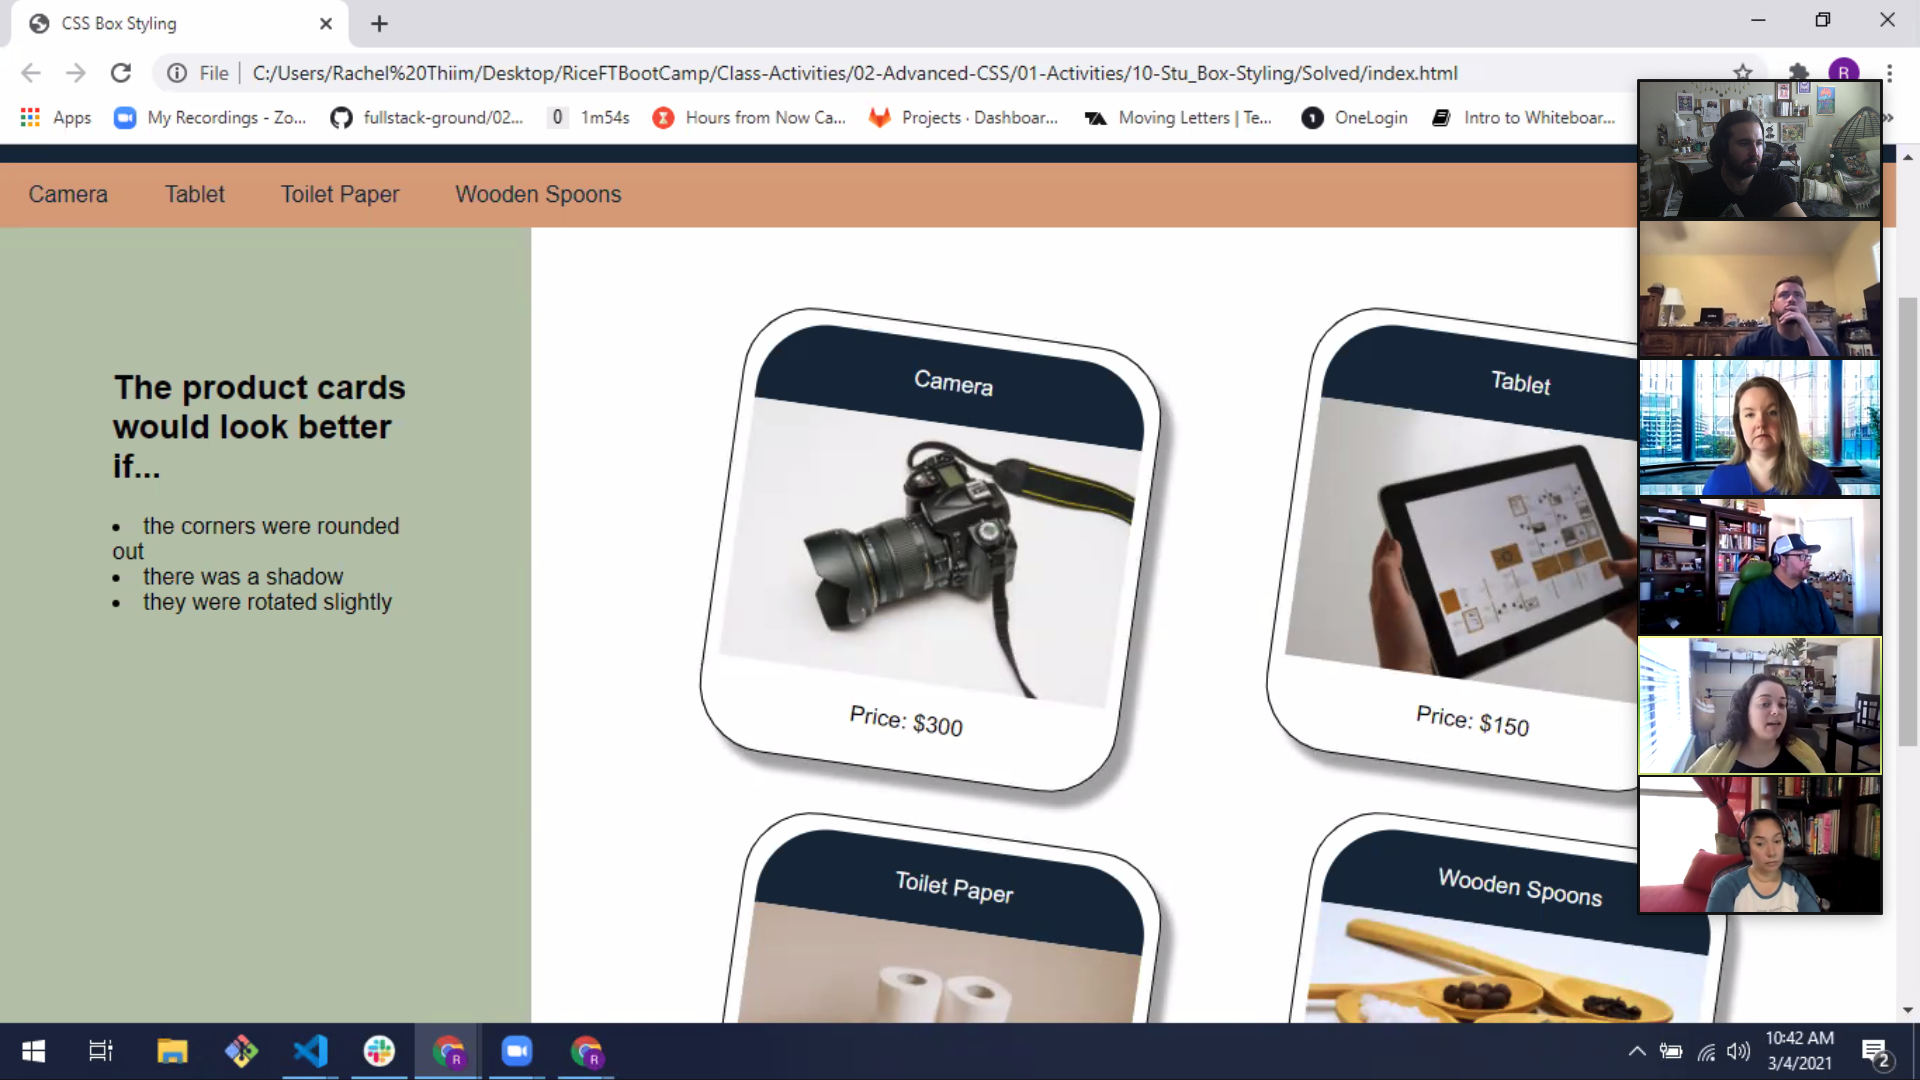 CSS Box Styling
File
C:/Users/Rachel%20Thiim/Desktop/RiceFTBootCamp/Class-Activities/02-Advanced-CSS/01-Activities/10-Stu_Box-Styling/Solved/index.html
R
Apps
My Recordings - Zo...
fullstack-ground/02...
0
1m54s
Hours from Now Ca...
Projects · Dashboar...
Moving Letters | Te...
OneLogin
Intro to Whiteboar...
»
Camera
Tablet
Toilet Paper
Wooden Spoons
The product cards
would look better
if...
• the corners were rounded
out
• there was a shadow
• they were rotated slightly
Camera
Price: $300
Tablet
Price: $150
Toilet Paper
Wooden Spoons
R
R
10:42 AM
3/4/2021
2